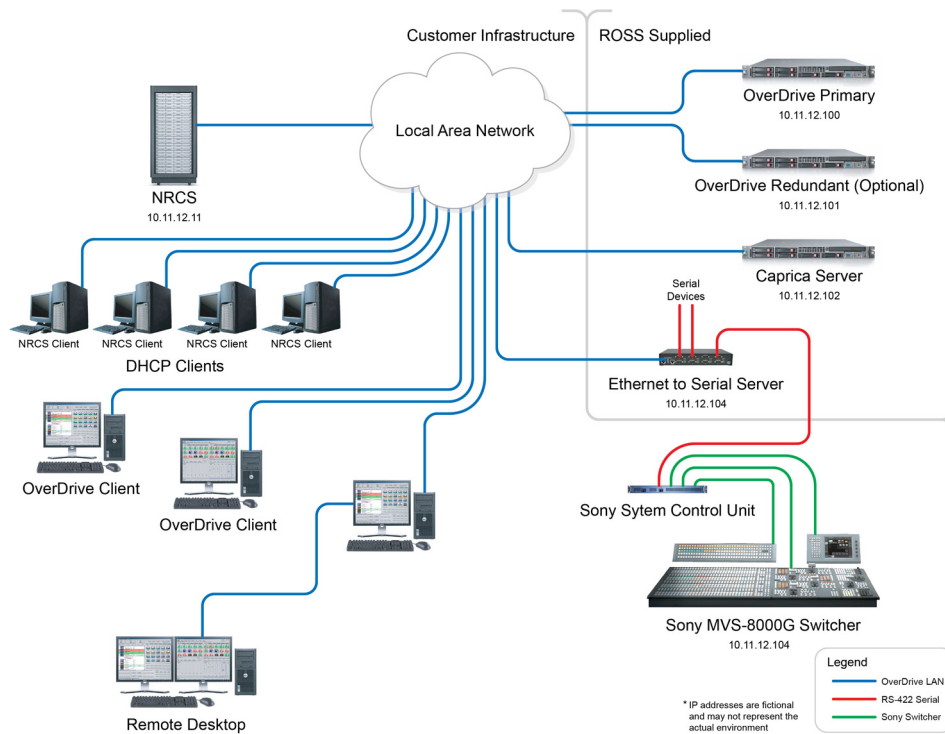 Customer Infrastructure
ROSS Supplied
Local Area Network
OverDrive Primary
10.11.12.100
NRCS
10.11.12.11
OverDrive Redundant (Optional)
10.11.12.101
Caprica Server
10.11.12.102
Serial
Devices
NRCS Client
NRCS Client
NRCS Client
NRCS Client
DHCP Clients
Ethernet to Serial Server
10.11.12.104
OverDrive Client
OverDrive Client
Sony Sytem Control Unit
Sony MVS-8000G Switcher
10.11.12.104
Remote Desktop
* IP addresses are fictional
and may not represent the
actual environment
Legend
OverDrive LAN
RS-422 Serial
Sony Switcher